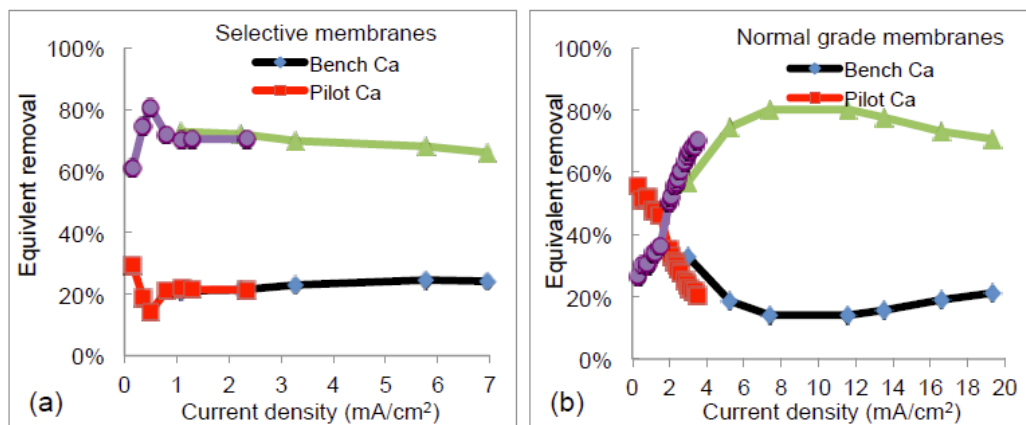 Selective membranes
Bench Ca
Pilot Ca
Equivlent removal
100%
80%
60%
40%
20%
0%
0 1 2 3 4 5 6 7
(a)
Current density (mA/cm²)
Normal grade membranes
Bench Ca
Pilot Ca
Equivalent removal
100%
80%
60%
40%
20%
0%
0 2 4 6 8 10 12 14 16 18 20
(b)
Current density (mA/cm²)